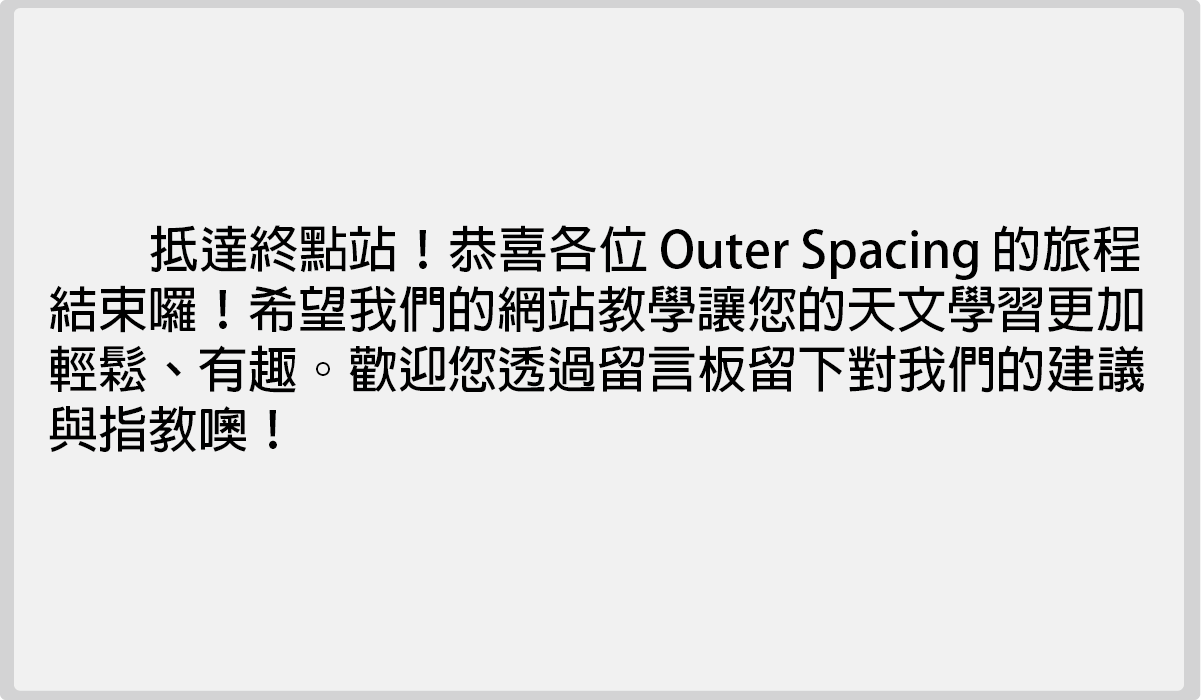 抵達終點站！恭喜各位 Outer Spacing 的旅程
結束囉！希望我們的網站教學讓您的天文學習更加
輕鬆、有趣。歡迎您透過留言板留下對我們的建議
與指教噢！